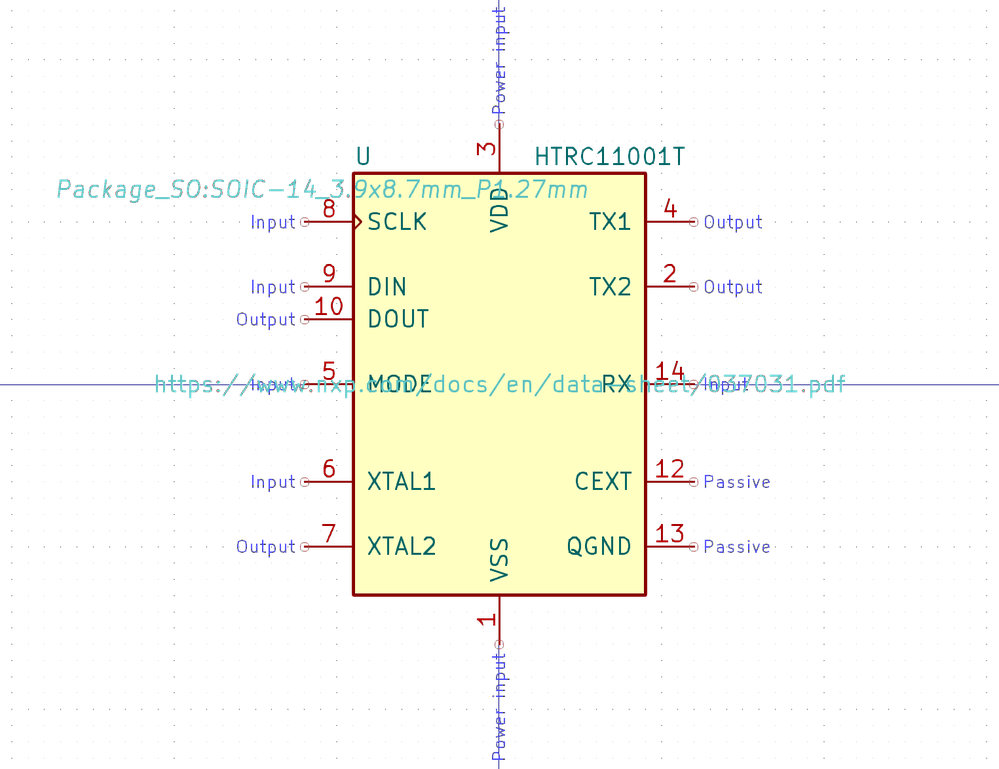 Power input
3
U HTRC11001T
Package_SO:SOIC-14_3.9x8.7mm_P1.27mm
VDD
Input 8 SCLK TX1 4 Output
Input 9 DIN TX2 2 Output
Output 10 DOUT
Input 5 MODE RX 14 Input
https://www.nxp.com/docs/en/data-sheet/037031.pdf
Input 6 XTAL1 CEXT 12 Passive
Output 7 XTAL2 QGND 13 Passive
VSS
1
Power input